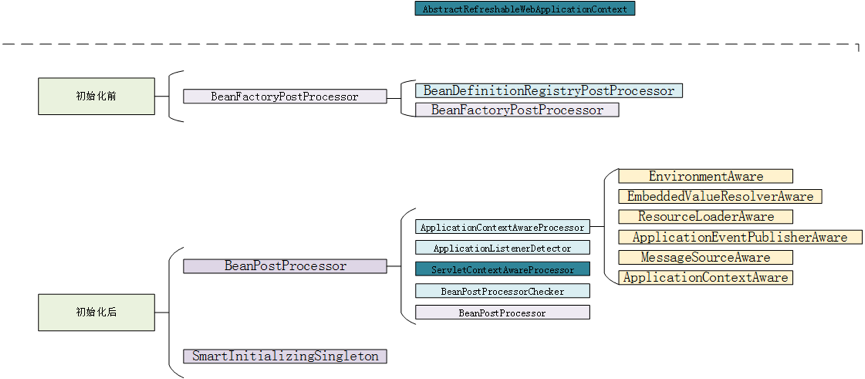 AbstractRefreshableWebApplicationContext
初始化前
BeanFactoryPostProcessor
BeanDefinitionRegistryPostProcessor
BeanFactoryPostProcessor
初始化后
BeanPostProcessor
ApplicationContextAwareProcessor
EnvironmentAware
EmbeddedValueResolverAware
ResourceLoaderAware
ApplicationEventPublisherAware
MessageSourceAware
ApplicationContextAware
ApplicationListenerDetector
ServletContextAwareProcessor
BeanPostProcessorChecker
BeanPostProcessor
SmartInitializingSingleton